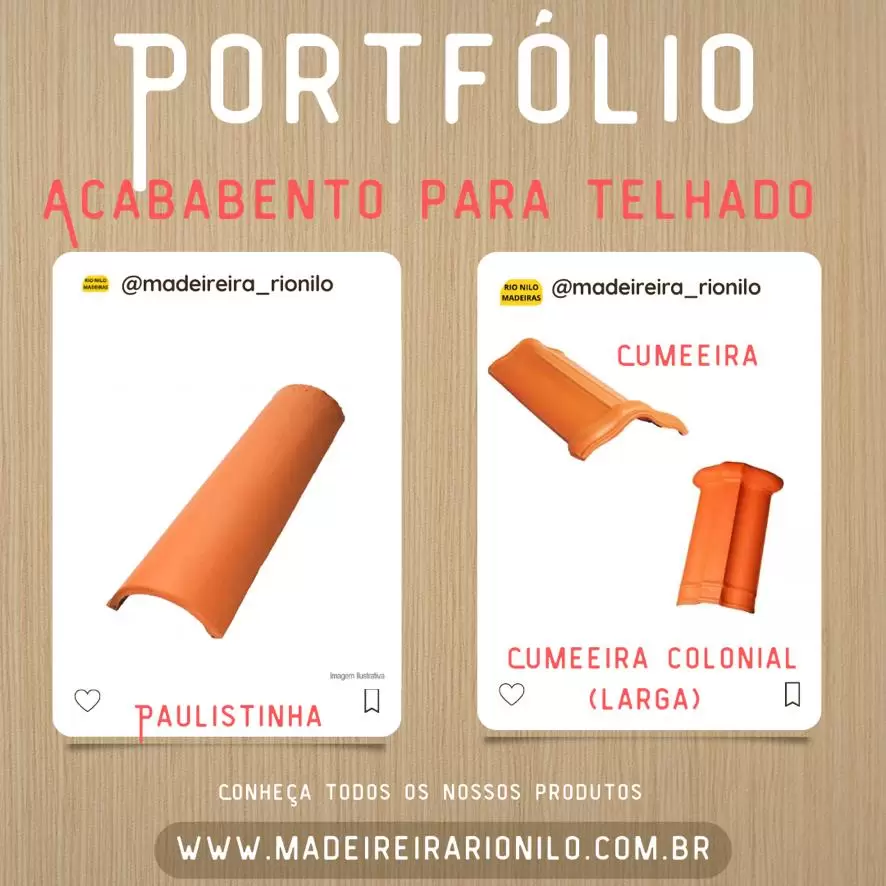 PORTFÓLIO
ACABABENTO PARA TELHADO
RIO NILO
MADEIRAS
@madeireira_rionilo
Imagem Ilustrativa
PAULISTINHA
RIO NILO
MADEIRAS
@madeireira_rionilo
CUMEEIRA
CUMEEIRA COLONIAL
(LARGA)
CONHEÇA TODOS OS NOSSOS PRODUTOS
WWW.MADEIREIRARIONILO.COM.BR